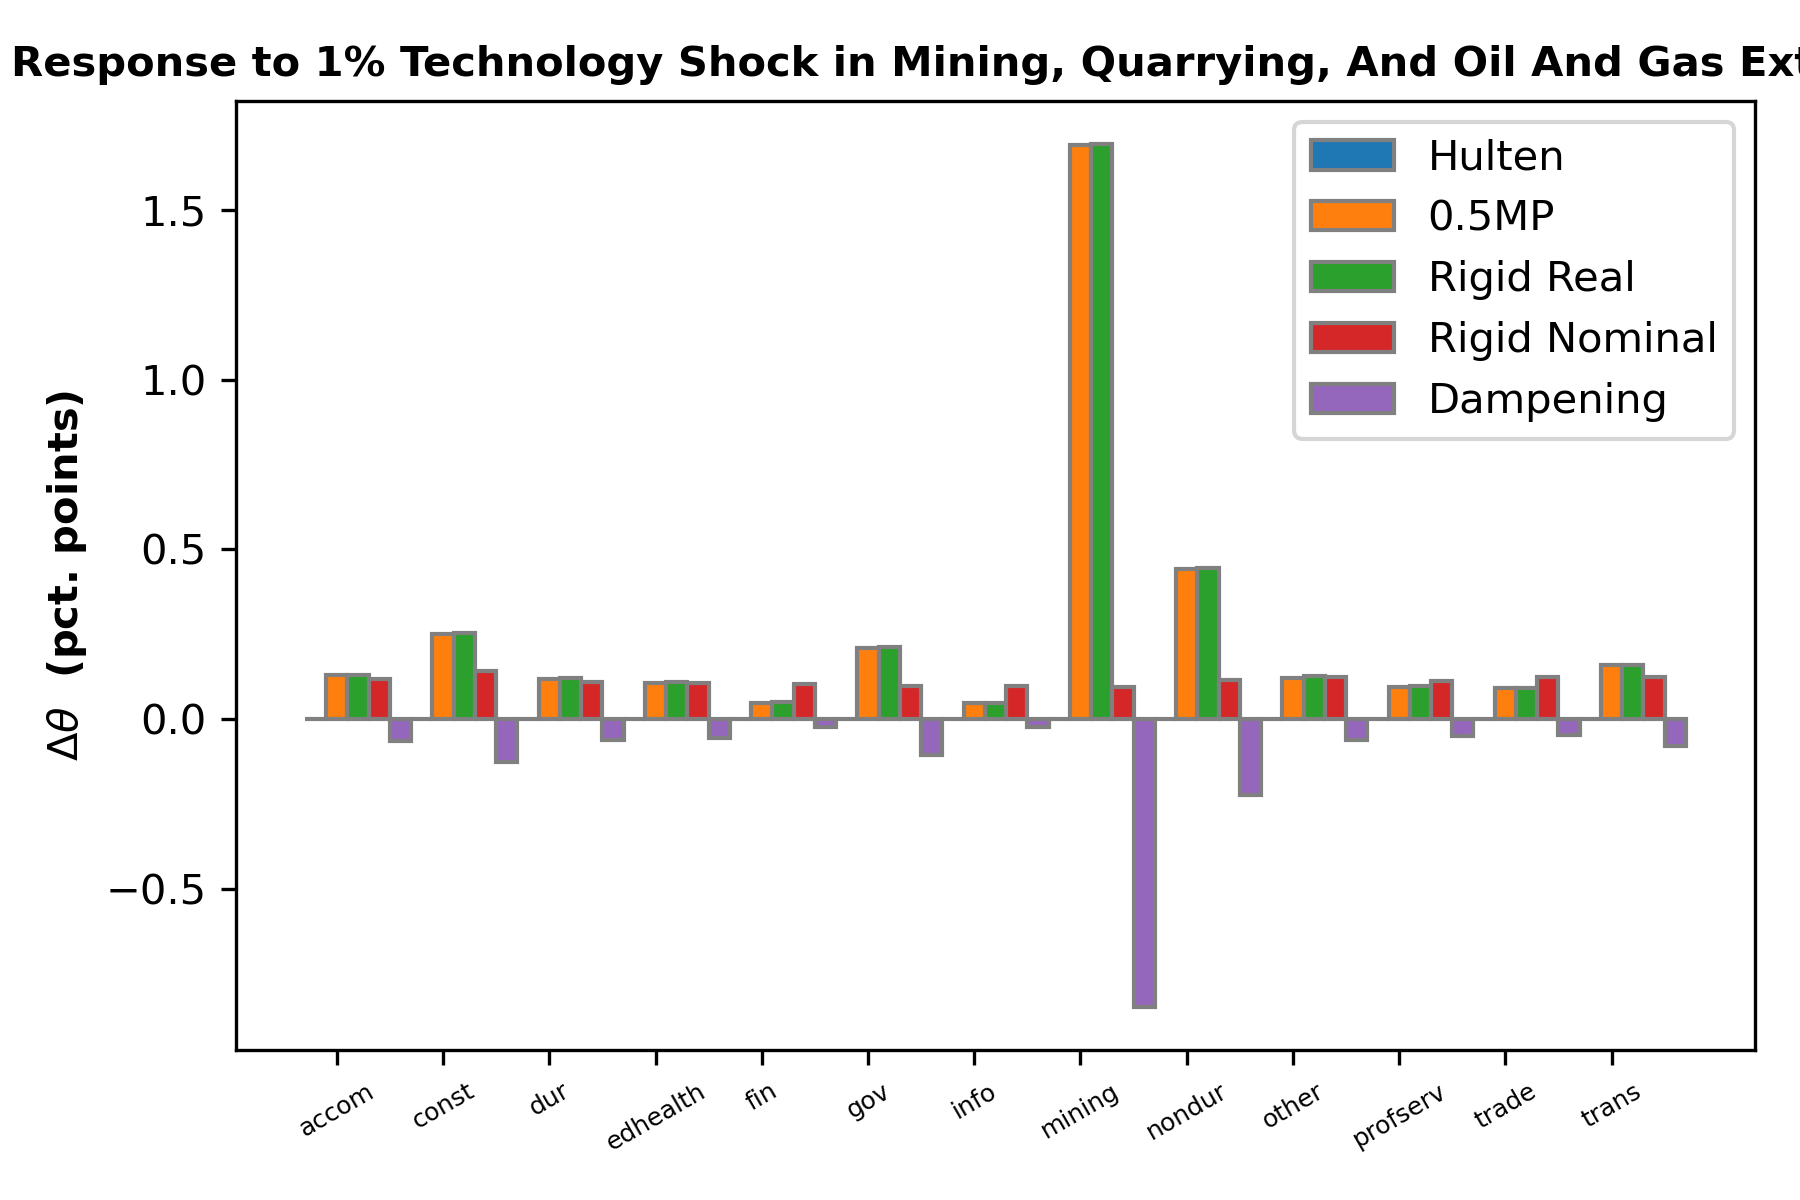 Response to 1% Technology Shock in Mining, Quarrying, And Oil And Gas Ext
Hulten
0.5MP
Rigid Real
Rigid Nominal
Dampening
Δθ (pct. points)
1.5
1.0
0.5
0.0
−0.5
accom
const
dur
edhealth
fin
gov
info
mining
nondur
other
profserv
trade
trans